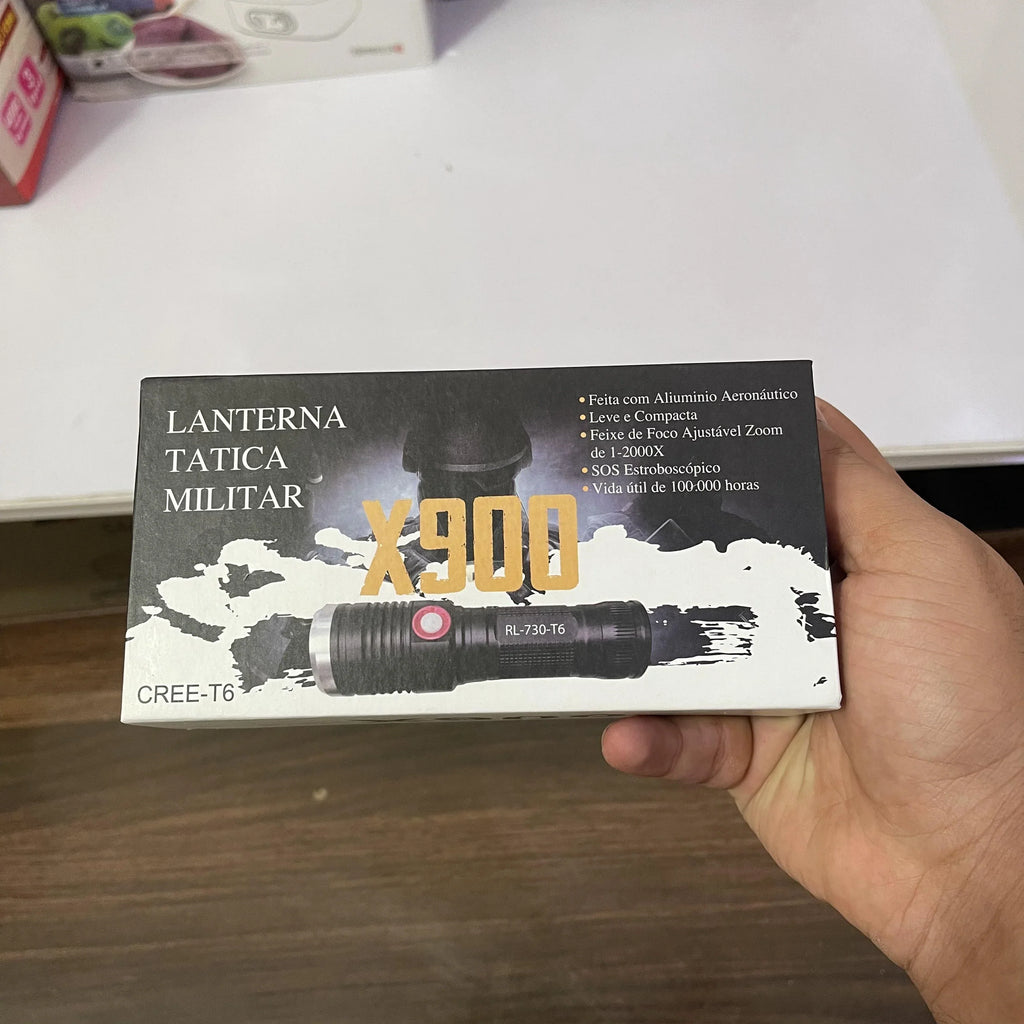 LANTERNA
TATICA
MILITAR
X900
• Feita com Aliuminio Aeronáutico
• Leve e Compacta
• Feixe de Foco Ajustável Zoom
de 1-2000X
• SOS Estroboscópico
• Vida útil de 100:000 horas
RL-730-T6
CREE-T6
3